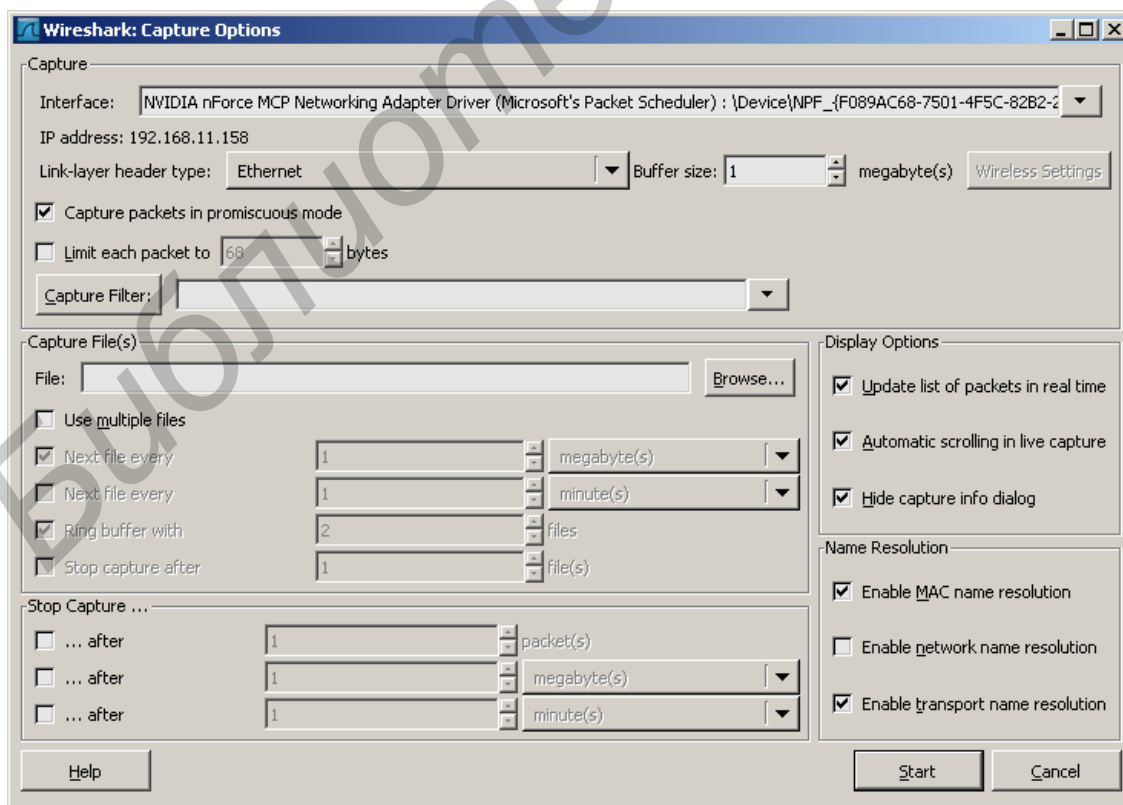 Wireshark: Capture Options
Capture
Interface: NVIDIA nForce MCP Networking Adapter Driver (Microsoft's Packet Scheduler) : \Device\NPF_{F089AC68-7501-4F5C-82B2-2
IP address: 192.168.11.158
Link-layer header type: Ethernet Buffer size: 1 megabyte(s) Wireless Settings
Capture packets in promiscuous mode
Limit each packet to 68 bytes
Capture Filter:
Capture File(s)
File: Browse...
Use multiple files
Next file every 1 megabyte(s)
Next file every 1 minute(s)
Ring buffer with 2 files
Stop capture after 1 file(s)
Stop Capture ...
... after 1 packet(s)
... after 1 megabyte(s)
... after 1 minute(s)
Display Options
Update list of packets in real time
Automatic scrolling in live capture
Hide capture info dialog
Name Resolution
Enable MAC name resolution
Enable network name resolution
Enable transport name resolution
Help Start Cancel
Библиоте